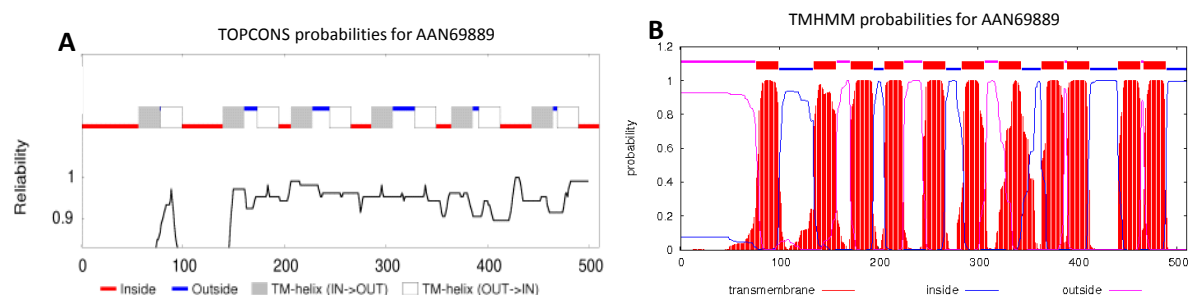 A
TOPCONS probabilities for AAN69889
Reliability
1
0.9
0 100 200 300 400 500
Inside Outside TM-helix (IN->OUT) TM-helix (OUT->IN)
B
TMHMM probabilities for AAN69889
probability
1.2
1
0.8
0.6
0.4
0.2
0
0 100 200 300 400 500
transmembrane inside outside